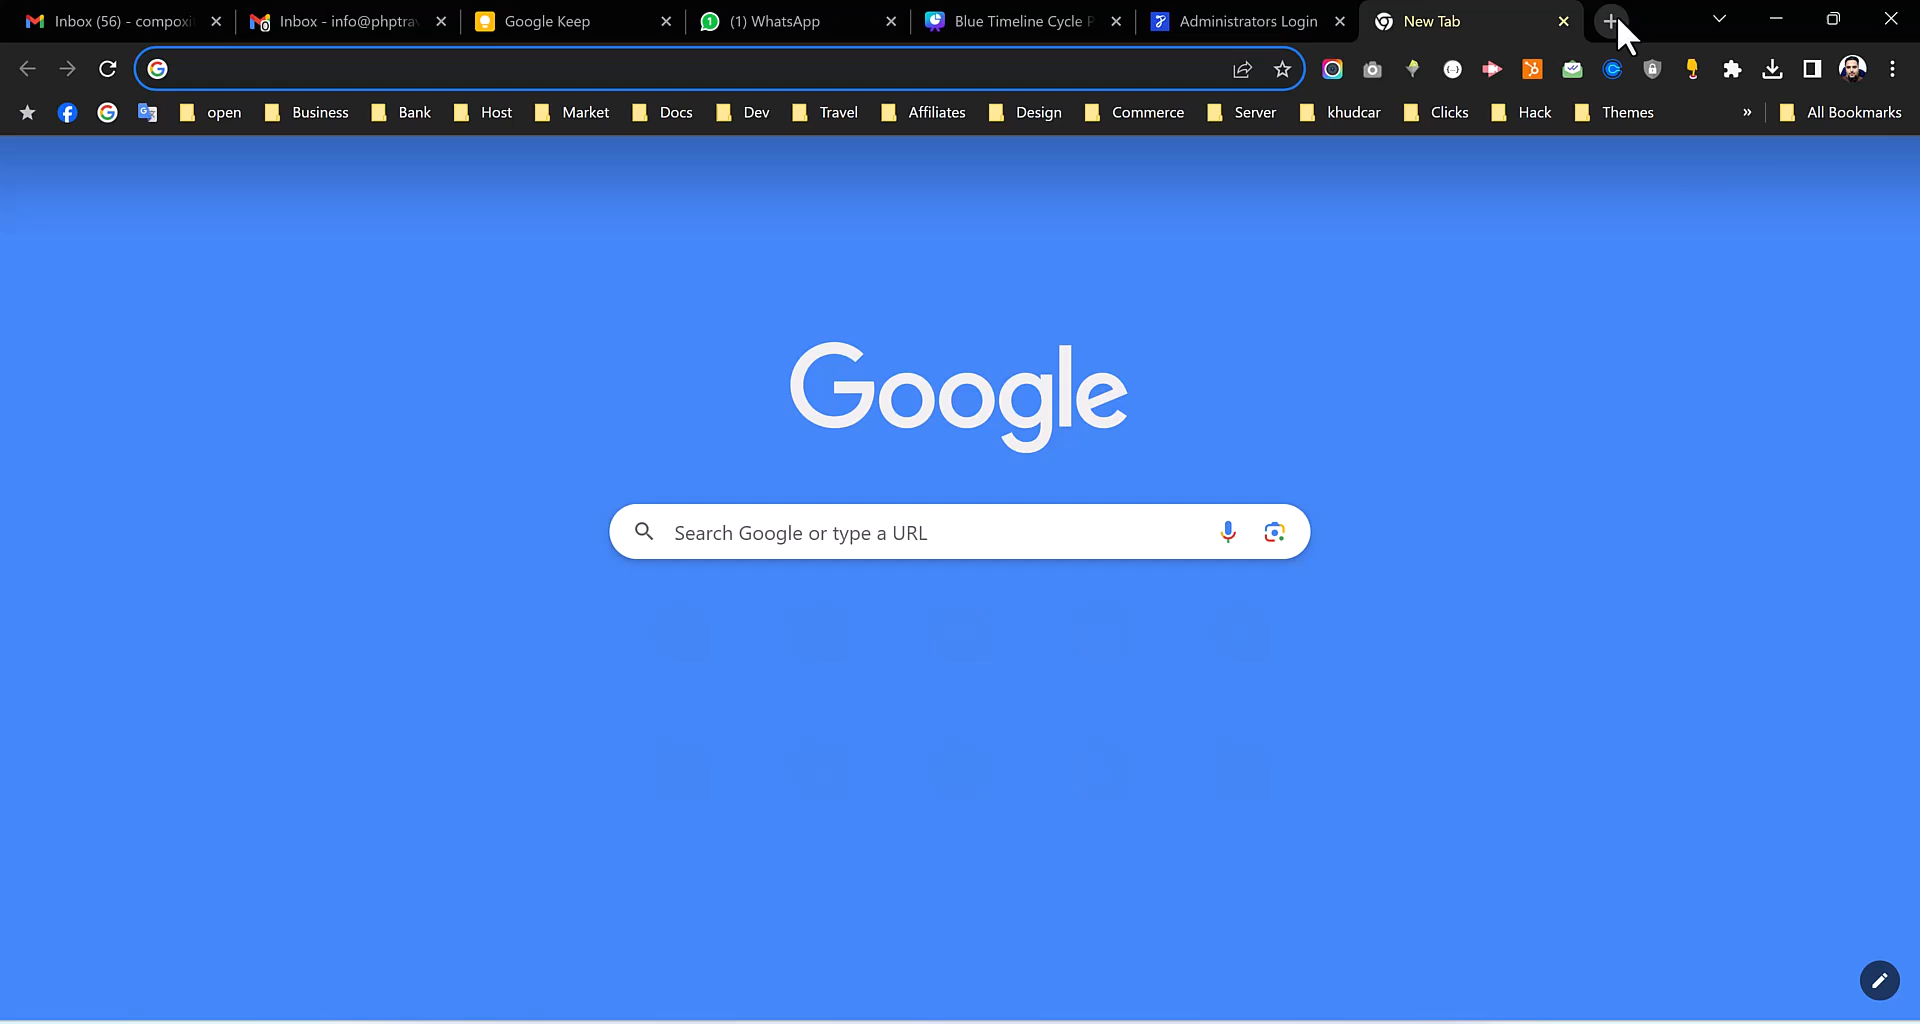 Inbox (56) - compoxi
Inbox - info@phptra
Google Keep
(1) WhatsApp
Blue Timeline Cycle P
Administrators Login
New Tab
open
Business
Bank
Host
Market
Docs
Dev
Travel
Affiliates
Design
Commerce
Server
khudcar
Clicks
Hack
Themes
»
All Bookmarks
Google
Search Google or type a URL